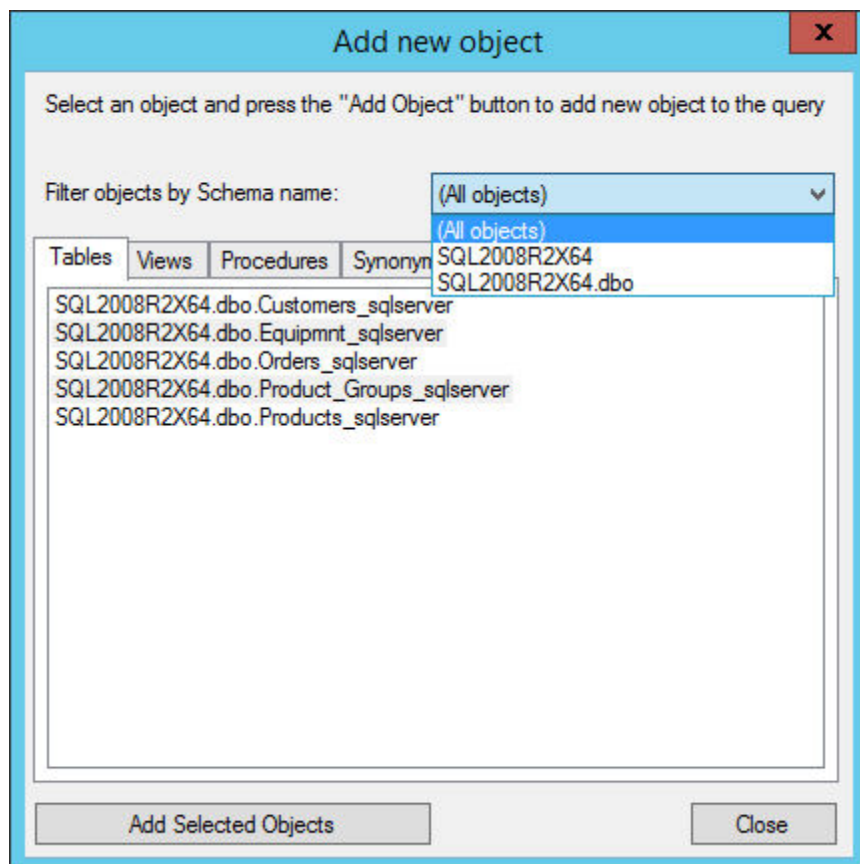 Add new object
x
Select an object and press the "Add Object" button to add new object to the query
Filter objects by Schema name:
(All objects)
(All objects)
SQL2008R2X64
SQL2008R2X64.dbo
Tables
Views
Procedures
Synonym
SQL2008R2X64.dbo.Customers_sqlserver
SQL2008R2X64.dbo.Equipmnt_sqlserver
SQL2008R2X64.dbo.Orders_sqlserver
SQL2008R2X64.dbo.Product_Groups_sqlserver
SQL2008R2X64.dbo.Products_sqlserver
Add Selected Objects
Close